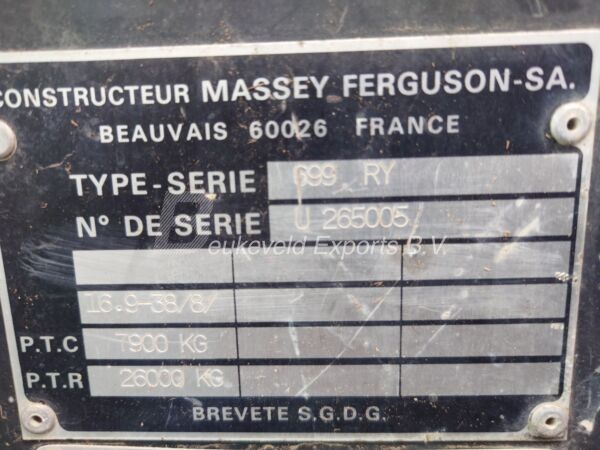 CONSTRUCTEUR MASSEY FERGUSON-SA.
BEAUVAIS 60026 FRANCE
TYPE-SERIE 699 RY
N° DE SERIE U 265005
Beukeveld Exports B.V.
16.9-38/8/
P.T.C 7900 KG
P.T.R 26000 KG
BREVETE S.G.D.G.